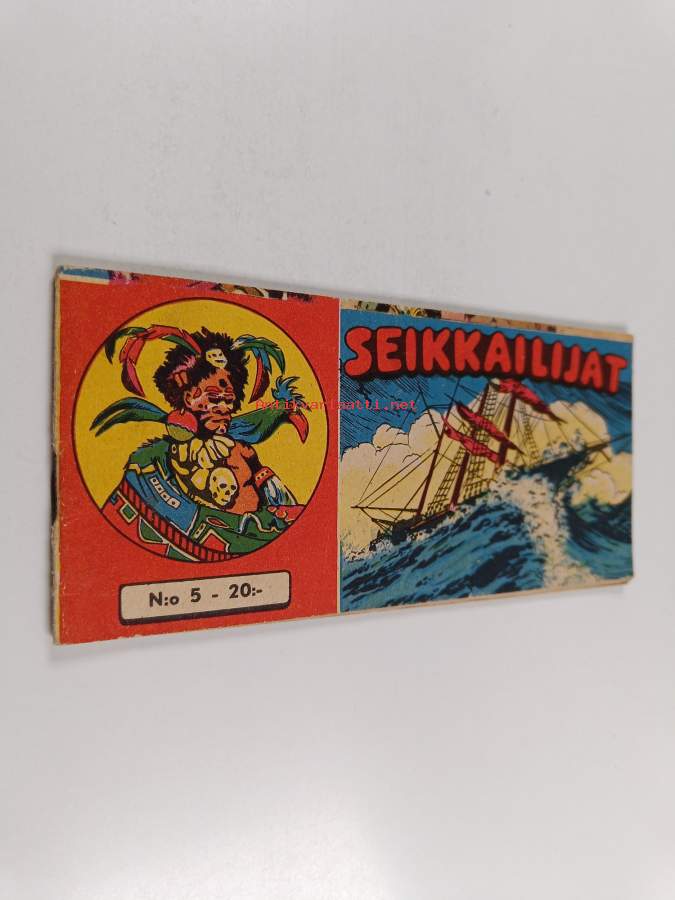 SEIKKAILIJAT
Antikvariaatti.net
N:o 5 - 20:-